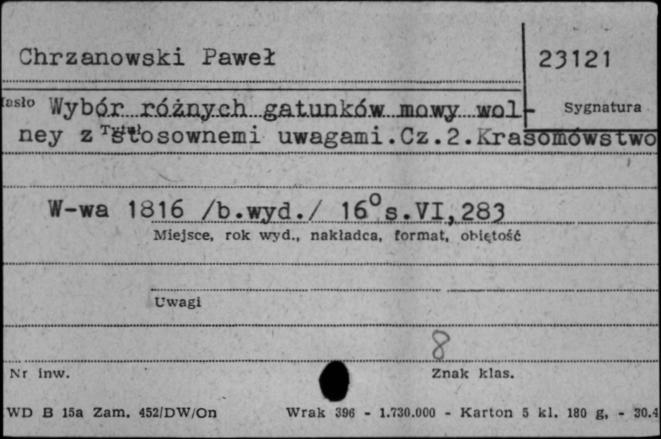 Chrzanowski Paweł
23121
Hasło Wybór różnych gatunków mowy wol- Sygnatura
ney z Tytuł stosownemi uwagami.Cz.2.Krasomówstwo
W-wa 1816 /b.wyd./ 16° s.VI,283
Miejsce, rok wyd., nakładca, format, objętość
Uwagi
8
Nr inw.
Znak klas.
WD B 15a Zam. 452/DW/On Wrak 396 - 1.730.000 - Karton 5 kl. 180 g, - 30.4